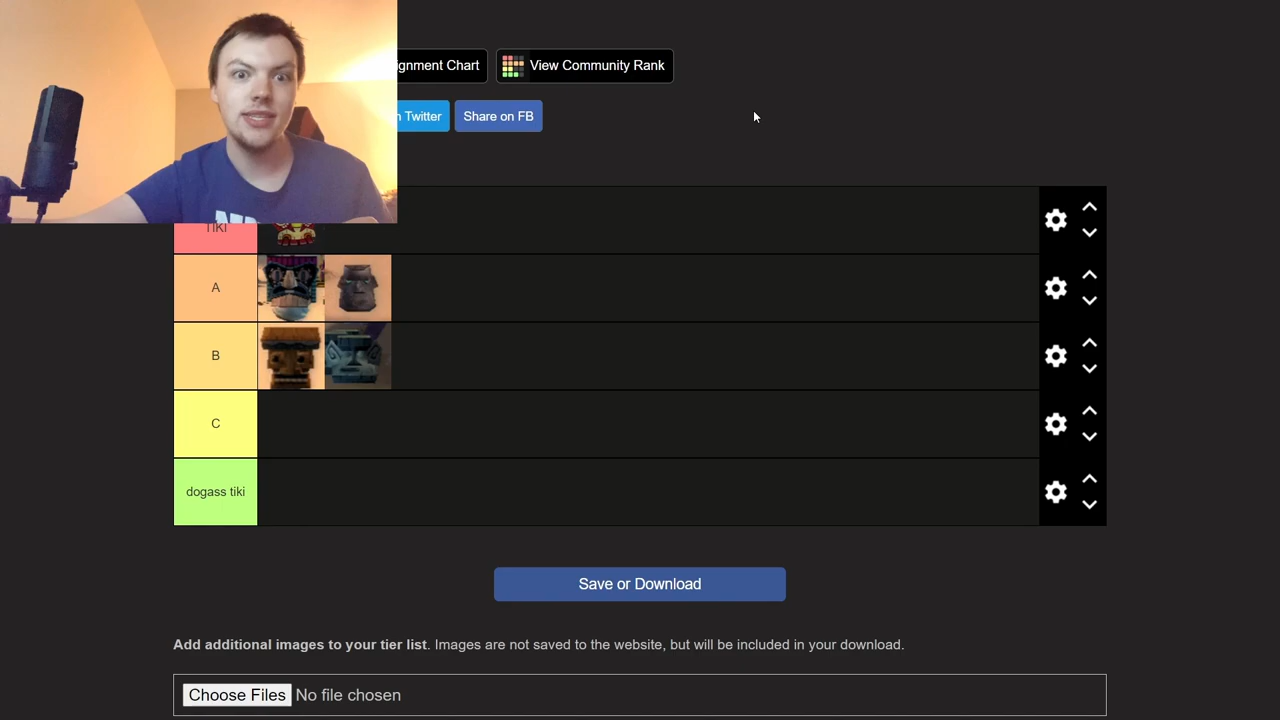 gnment Chart
View Community Rank
n Twitter
Share on FB
TIKI
A
B
C
dogass tiki
Save or Download
Add additional images to your tier list. Images are not saved to the website, but will be included in your download.
Choose Files No file chosen